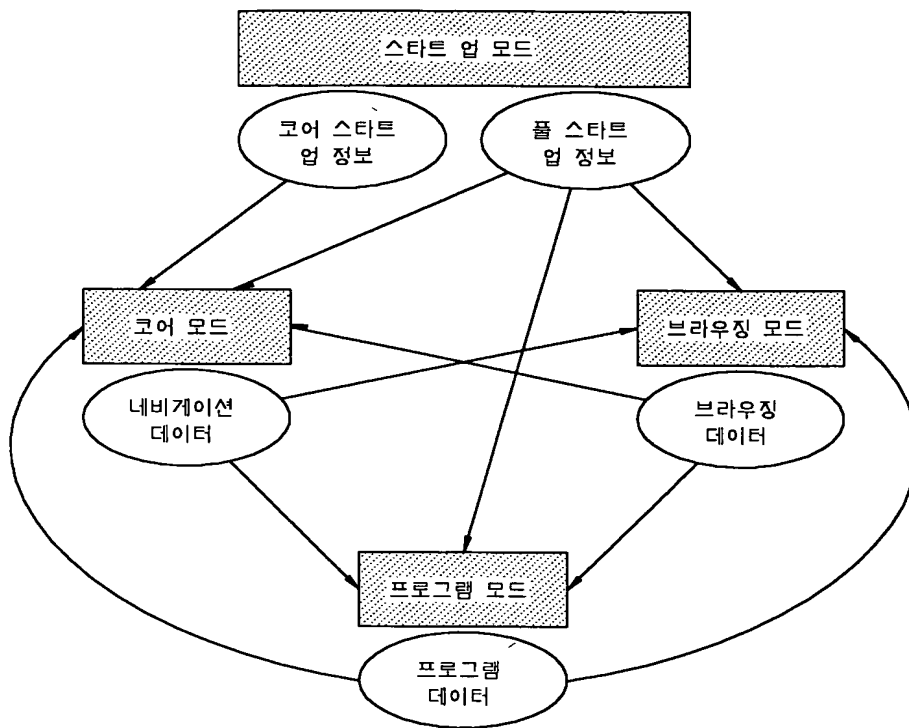 스타트 업 모드
코어 스타트
업 정보
풀 스타트
업 정보
코어 모드
브라우징 모드
네비게이션
데이터
브라우징
데이터
프로그램 모드
프로그램
데이터